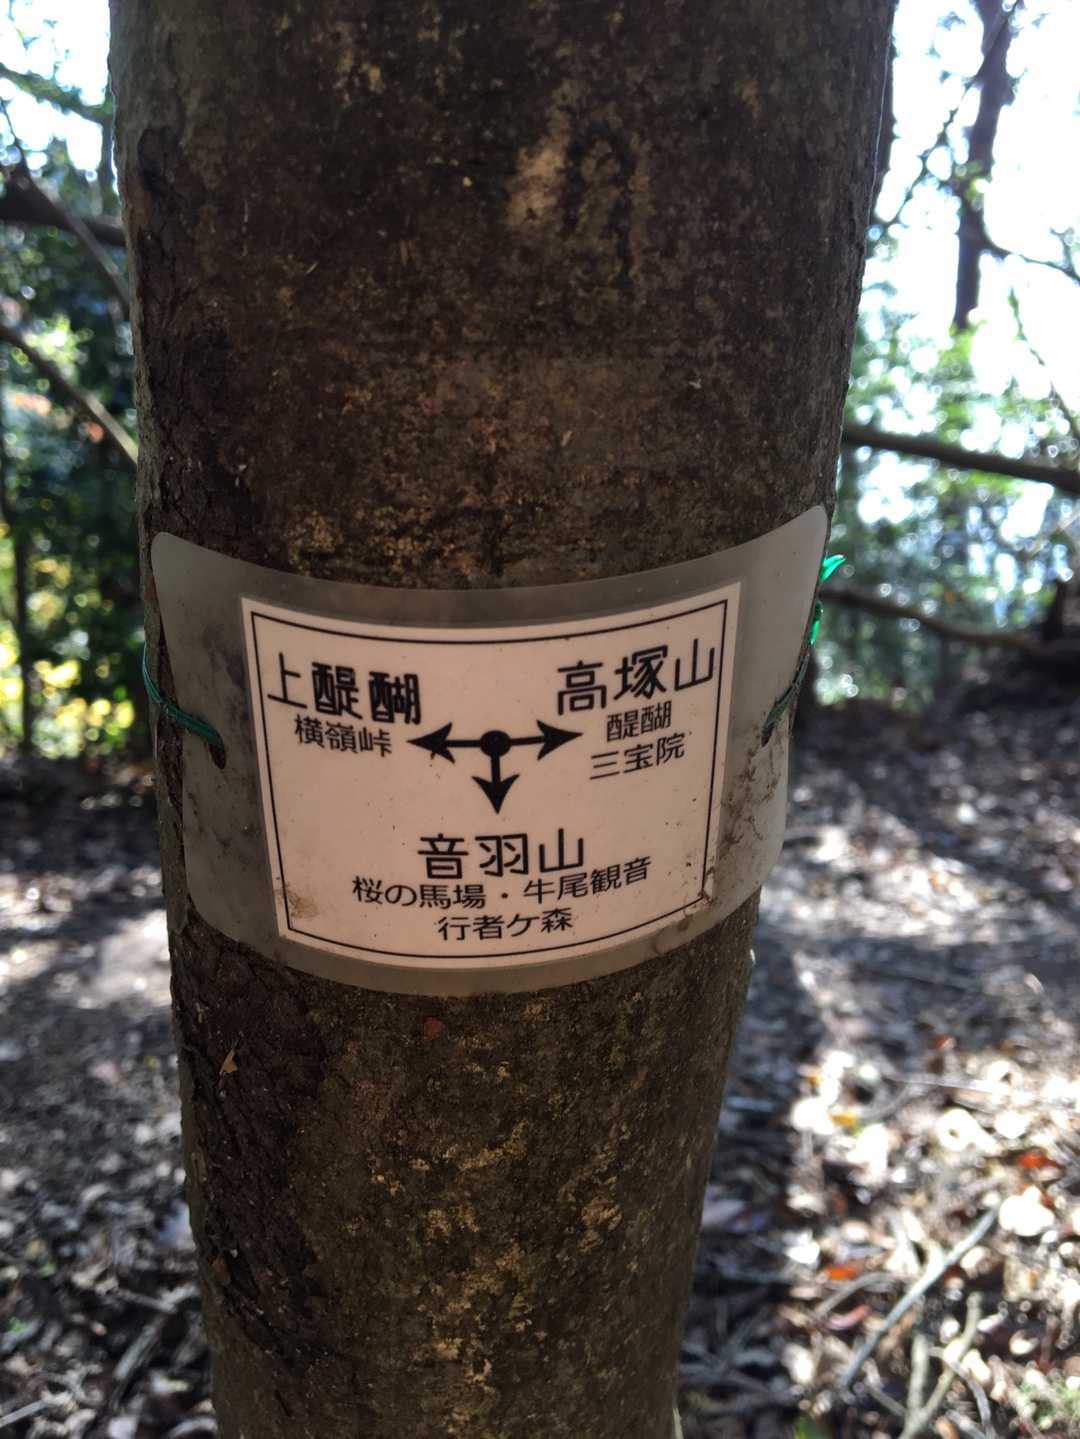 上醍醐
横嶺峠
高塚山
醍醐
三宝院
音羽山
桜の馬場・牛尾観音
行者ケ森